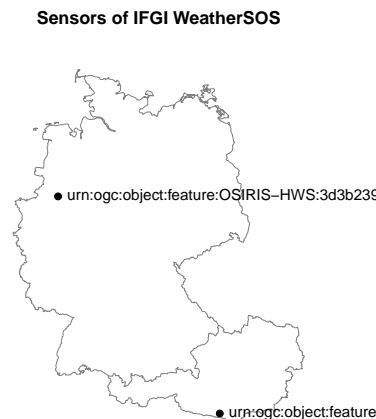 Sensors of IFGI WeatherSOS
urn:ogc:object:feature:OSIRIS−HWS:3d3b239
urn:ogc:object:feature